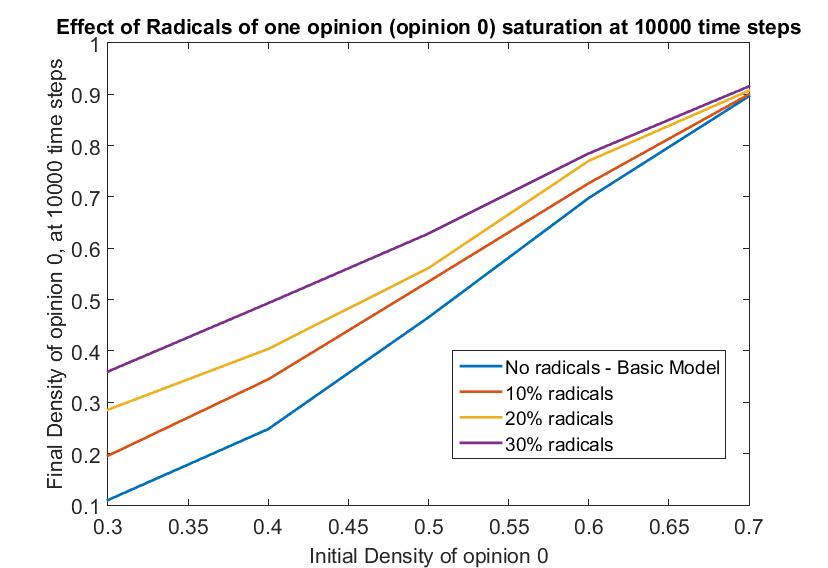 Effect of Radicals of one opinion (opinion 0) saturation at 10000 time steps
Final Density of opinion 0, at 10000 time steps
1
0.9
0.8
0.7
0.6
0.5
0.4
0.3
0.2
0.1
No radicals - Basic Model
10% radicals
20% radicals
30% radicals
0.3 0.35 0.4 0.45 0.5 0.55 0.6 0.65 0.7
Initial Density of opinion 0